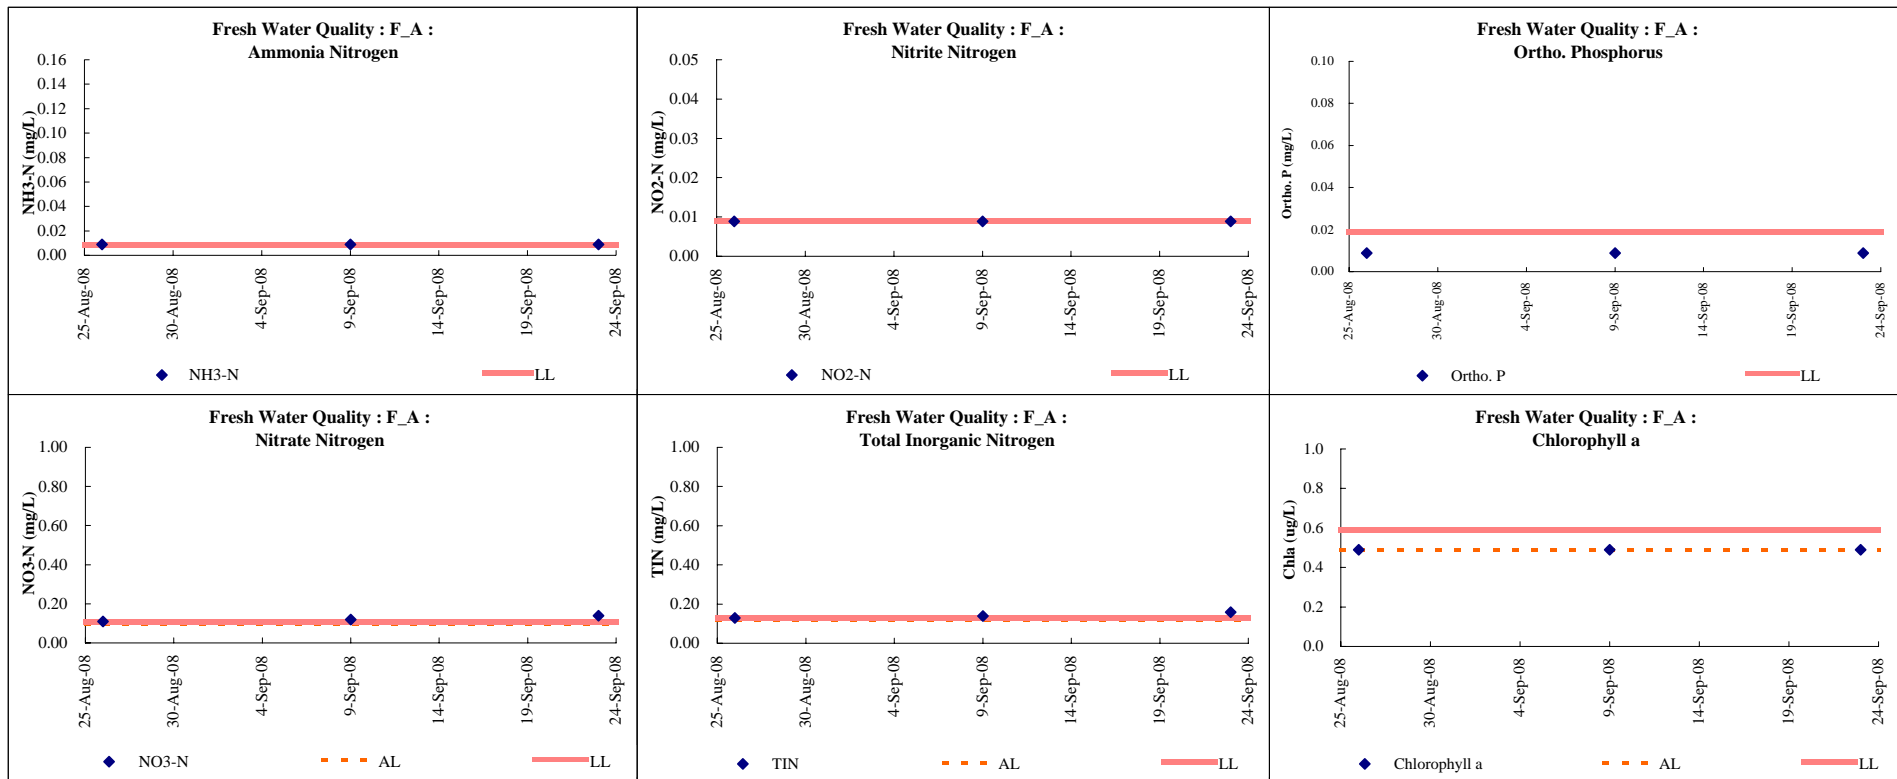 Fresh Water Quality : F_A :
Ammonia Nitrogen
NH3-N (mg/L)
0.16
0.14
0.12
0.10
0.08
0.06
0.04
0.02
0.00
25-Aug-08
30-Aug-08
4-Sep-08
9-Sep-08
14-Sep-08
19-Sep-08
24-Sep-08
NH3-N
LL
Fresh Water Quality : F_A :
Nitrite Nitrogen
NO2-N (mg/L)
0.05
0.04
0.03
0.02
0.01
0.00
25-Aug-08
30-Aug-08
4-Sep-08
9-Sep-08
14-Sep-08
19-Sep-08
24-Sep-08
NO2-N
LL
Fresh Water Quality : F_A :
Ortho. Phosphorus
Ortho. P (mg/L)
0.10
0.08
0.06
0.04
0.02
0.00
25-Aug-08
30-Aug-08
4-Sep-08
9-Sep-08
14-Sep-08
19-Sep-08
24-Sep-08
Ortho. P
LL
Fresh Water Quality : F_A :
Nitrate Nitrogen
NO3-N (mg/L)
1.00
0.80
0.60
0.40
0.20
0.00
25-Aug-08
30-Aug-08
4-Sep-08
9-Sep-08
14-Sep-08
19-Sep-08
24-Sep-08
NO3-N
AL
LL
Fresh Water Quality : F_A :
Total Inorganic Nitrogen
TIN (mg/L)
1.00
0.80
0.60
0.40
0.20
0.00
25-Aug-08
30-Aug-08
4-Sep-08
9-Sep-08
14-Sep-08
19-Sep-08
24-Sep-08
TIN
AL
LL
Fresh Water Quality : F_A :
Chlorophyll a
Chla (ug/L)
1.0
0.8
0.6
0.4
0.2
0.0
25-Aug-08
30-Aug-08
4-Sep-08
9-Sep-08
14-Sep-08
19-Sep-08
24-Sep-08
Chlorophyll a
AL
LL